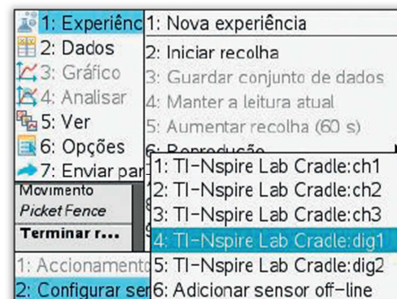 1: Experiênc
2: Dados
3: Gráfico
4: Analisar
5: Ver
6: Opções
7: Enviar par
1: Nova experiência
2: Iniciar recolha
3: Guardar conjunto de dados
4: Manter a leitura atual
5: Aumentar recolha (60 s)
6: Reprodução
Movimento
Picket Fence
Terminar r...
1: Accionamento
2: Configurar ser
1: TI-Nspire Lab Cradle:ch1
2: TI-Nspire Lab Cradle:ch2
3: TI-Nspire Lab Cradle:ch3
4: TI-Nspire Lab Cradle:dig1
5: TI-Nspire Lab Cradle:dig2
6: Adicionar sensor off-line